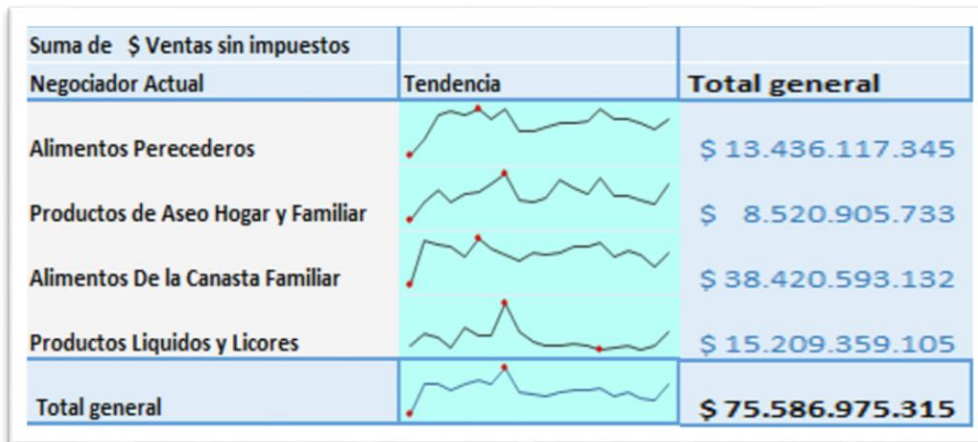 Suma de $ Ventas sin impuestos
Negociador Actual Tendencia Total general
Alimentos Perecederos $ 13.436.117.345
Productos de Aseo Hogar y Familiar $ 8.520.905.733
Alimentos De la Canasta Familiar $ 38.420.593.132
Productos Liquidos y Licores $ 15.209.359.105
Total general $ 75.586.975.315